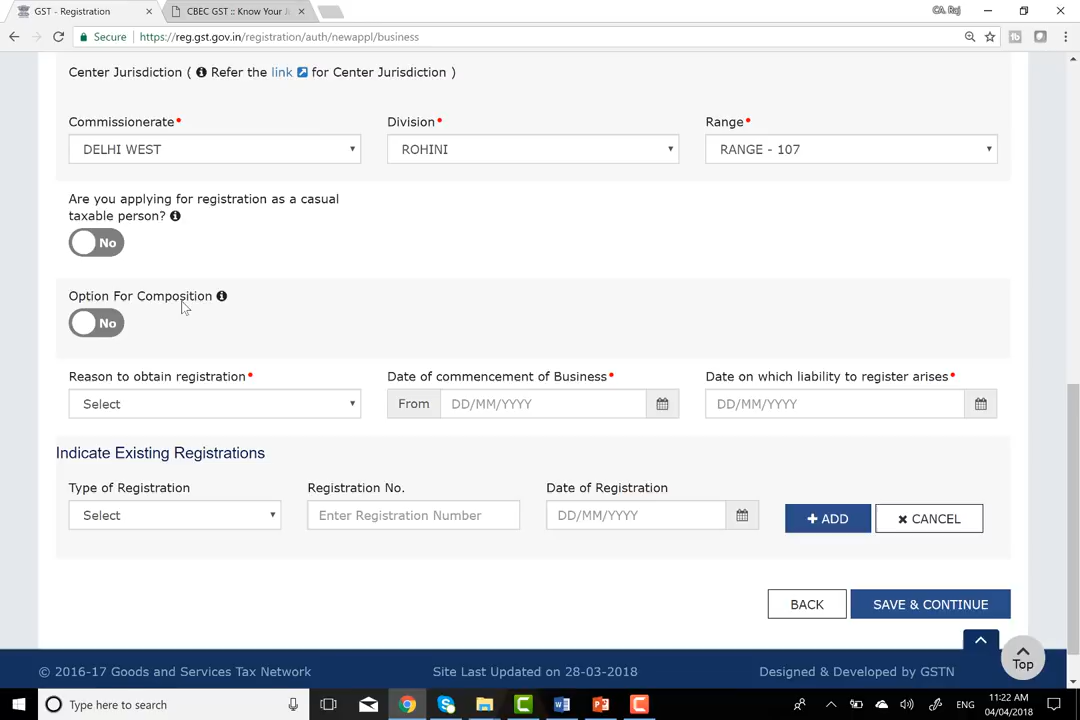 GST - Registration
CBEC GST :: Know Your J
CA. Raj
Secure
https://reg.gst.gov.in/registration/auth/newappl/business
Center Jurisdiction ( Refer the link for Center Jurisdiction )
Commissionerate*
Division*
Range*
DELHI WEST
ROHINI
RANGE - 107
Are you applying for registration as a casual
taxable person?
No
Option For Composition
No
Reason to obtain registration*
Date of commencement of Business*
Date on which liability to register arises*
Select
From
DD/MM/YYYY
DD/MM/YYYY
Indicate Existing Registrations
Type of Registration
Registration No.
Date of Registration
Select
Enter Registration Number
DD/MM/YYYY
+ ADD
CANCEL
BACK
SAVE & CONTINUE
Top
© 2016-17 Goods and Services Tax Network
Site Last Updated on 28-03-2018
Designed & Developed by GSTN
Type here to search
ENG
11:22 AM
04/04/2018